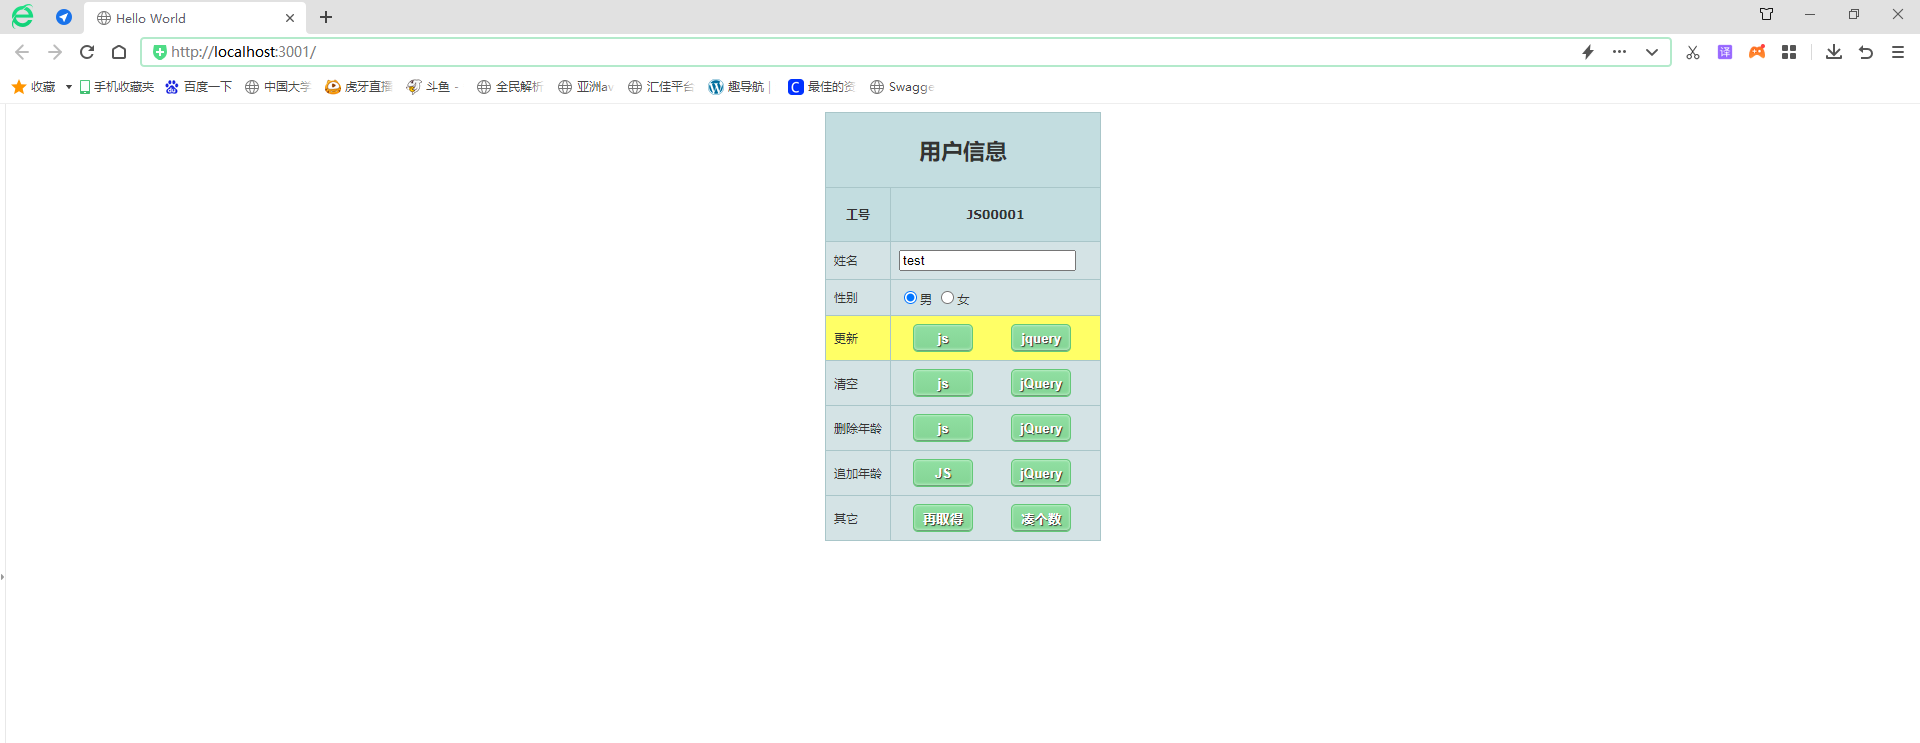 Hello World
http://localhost:3001/
译
收藏 手机收藏夹 百度一下 中国大学 虎牙直播 斗鱼 - 全民解析 亚洲av 汇佳平台 趣导航 | C 最佳的资 Swagge
用户信息
工号 JS00001
姓名 test
性别 男 女
更新 js jquery
清空 js jQuery
删除年龄 js jQuery
追加年龄 JS jQuery
其它 再取得 凑个数